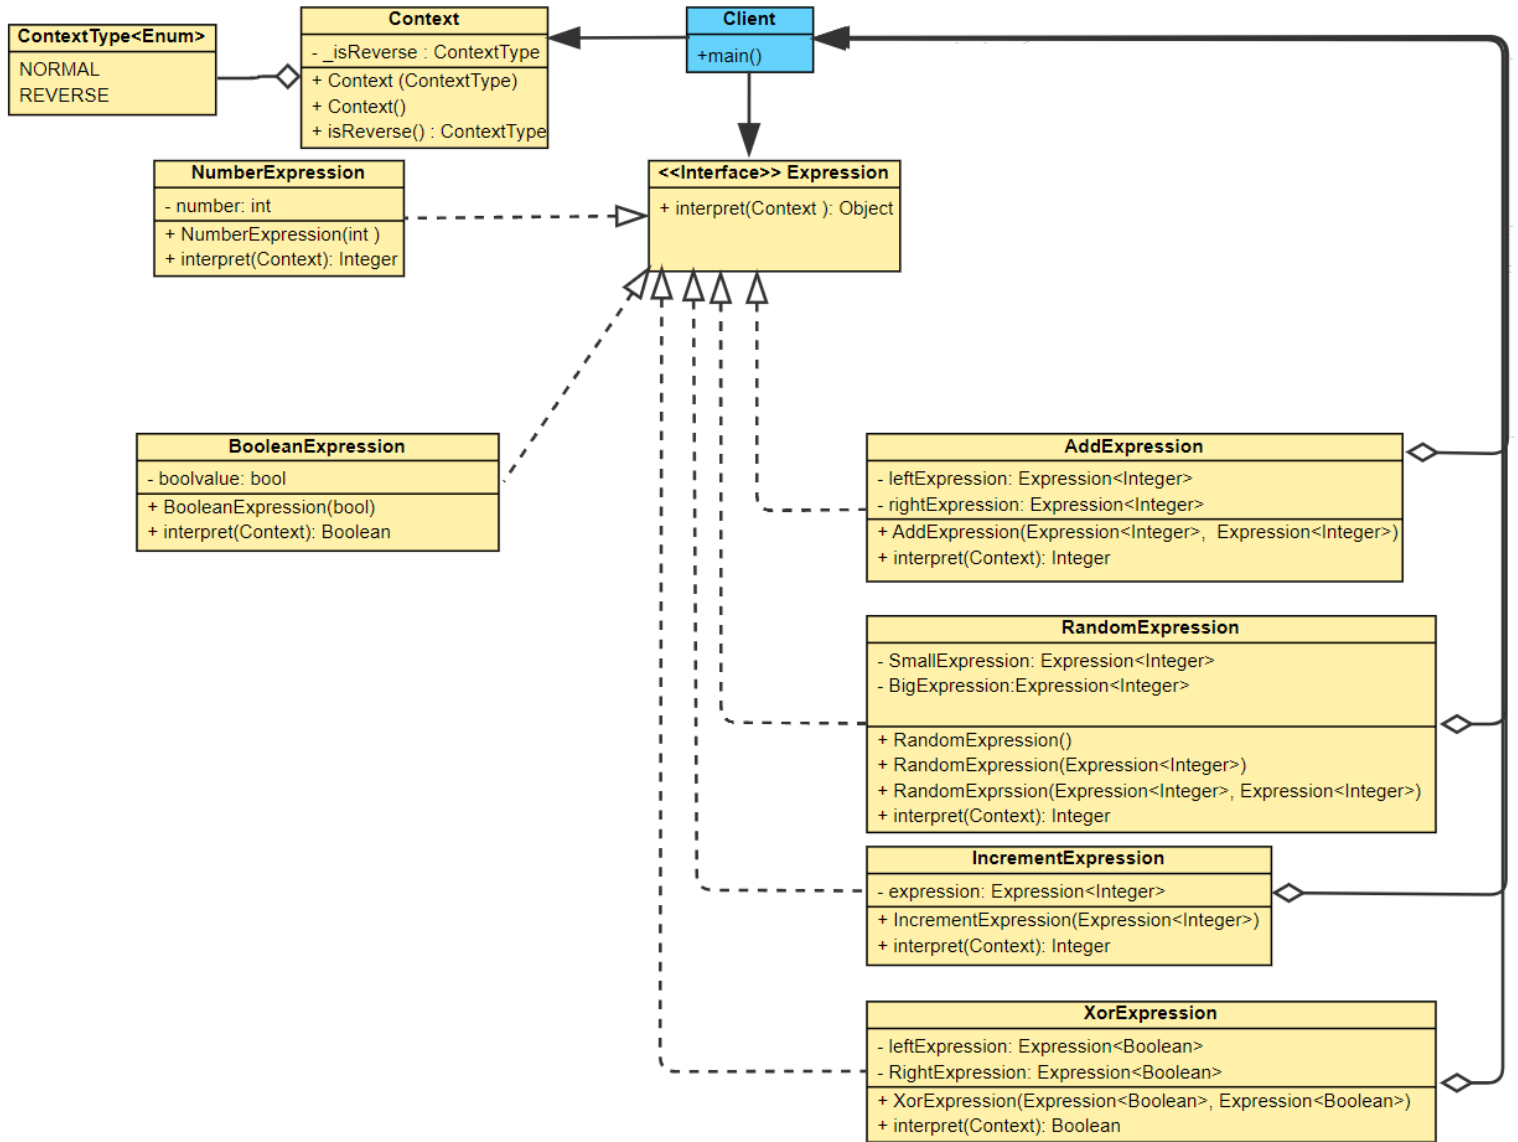 ContextType<Enum>
NORMAL
REVERSE
Context
- _isReverse : ContextType
+ Context (ContextType)
+ Context()
+ isReverse() : ContextType
Client
+main()
NumberExpression
- number: int
+ NumberExpression(int )
+ interpret(Context): Integer
<<Interface>> Expression
+ interpret(Context ): Object
BooleanExpression
- boolvalue: bool
+ BooleanExpression(bool)
+ interpret(Context): Boolean
AddExpression
- leftExpression: Expression<Integer>
- rightExpression: Expression<Integer>
+ AddExpression(Expression<Integer>, Expression<Integer>)
+ interpret(Context): Integer
RandomExpression
- SmallExpression: Expression<Integer>
- BigExpression:Expression<Integer>
+ RandomExpression()
+ RandomExpression(Expression<Integer>)
+ RandomExprssion(Expression<Integer>, Expression<Integer>)
+ interpret(Context): Integer
IncrementExpression
- expression: Expression<Integer>
+ IncrementExpression(Expression<Integer>)
+ interpret(Context): Integer
XorExpression
- leftExpression: Expression<Boolean>
- RightExpression: Expression<Boolean>
+ XorExpression(Expression<Boolean>, Expression<Boolean>)
+ interpret(Context): Boolean